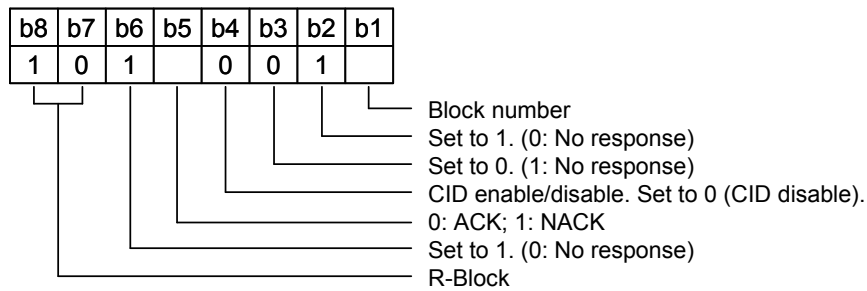 b8 b7 b6 b5 b4 b3 b2 b1
1 0 1 0 0 1
Block number
Set to 1. (0: No response)
Set to 0. (1: No response)
CID enable/disable. Set to 0 (CID disable).
0: ACK; 1: NACK
Set to 1. (0: No response)
R-Block